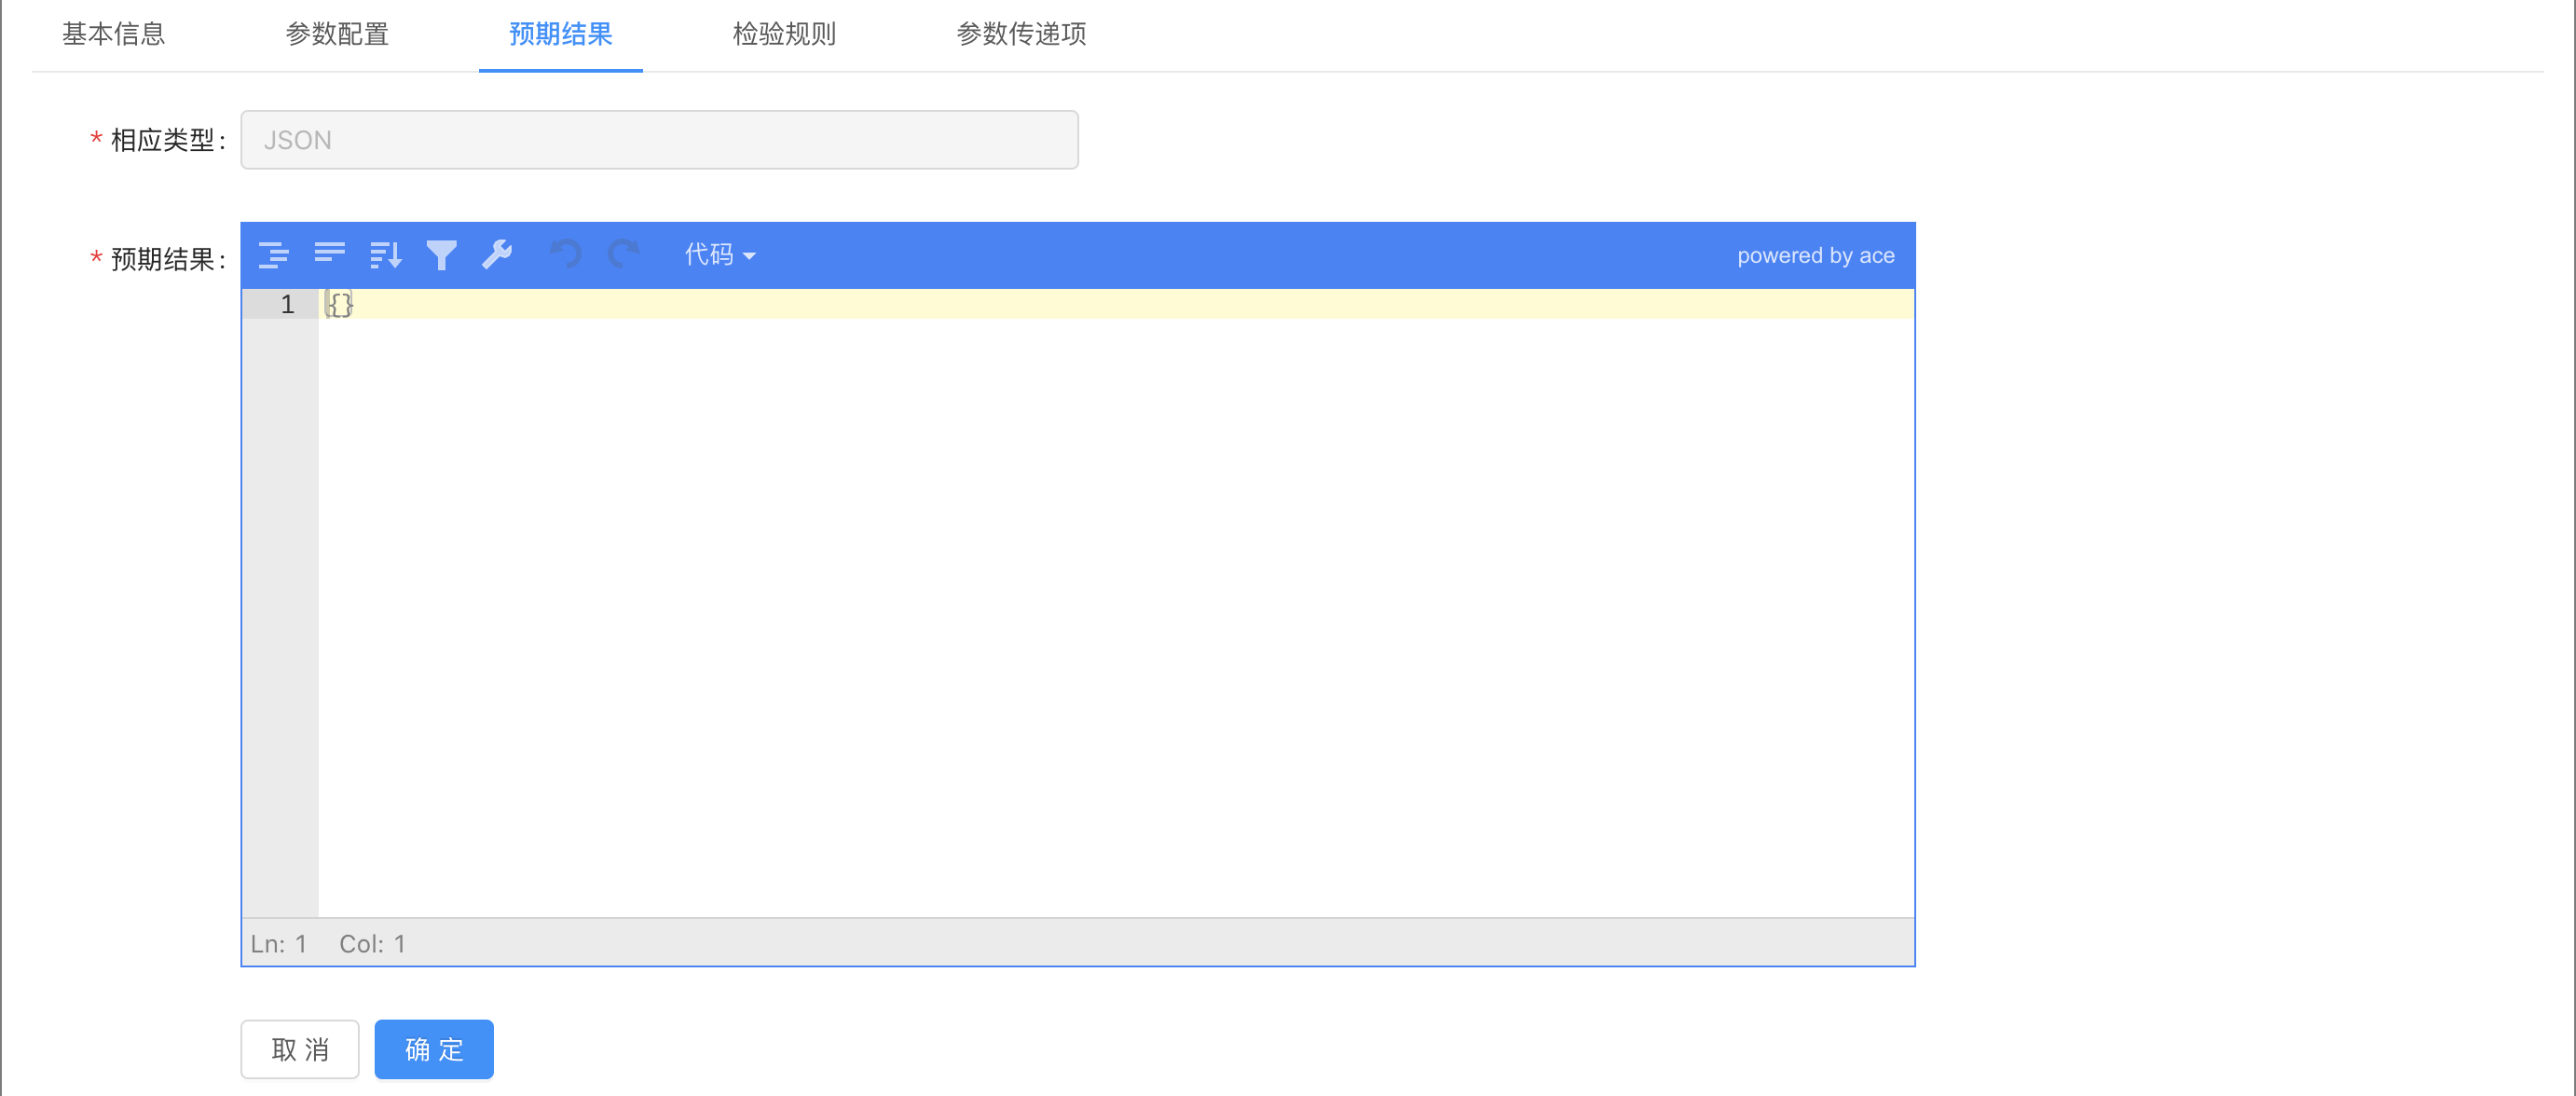 基本信息 参数配置 预期结果 检验规则 参数传递项
* 相应类型: JSON
* 预期结果:
代码 powered by ace
1 {}
Ln: 1 Col: 1
取 消 确 定